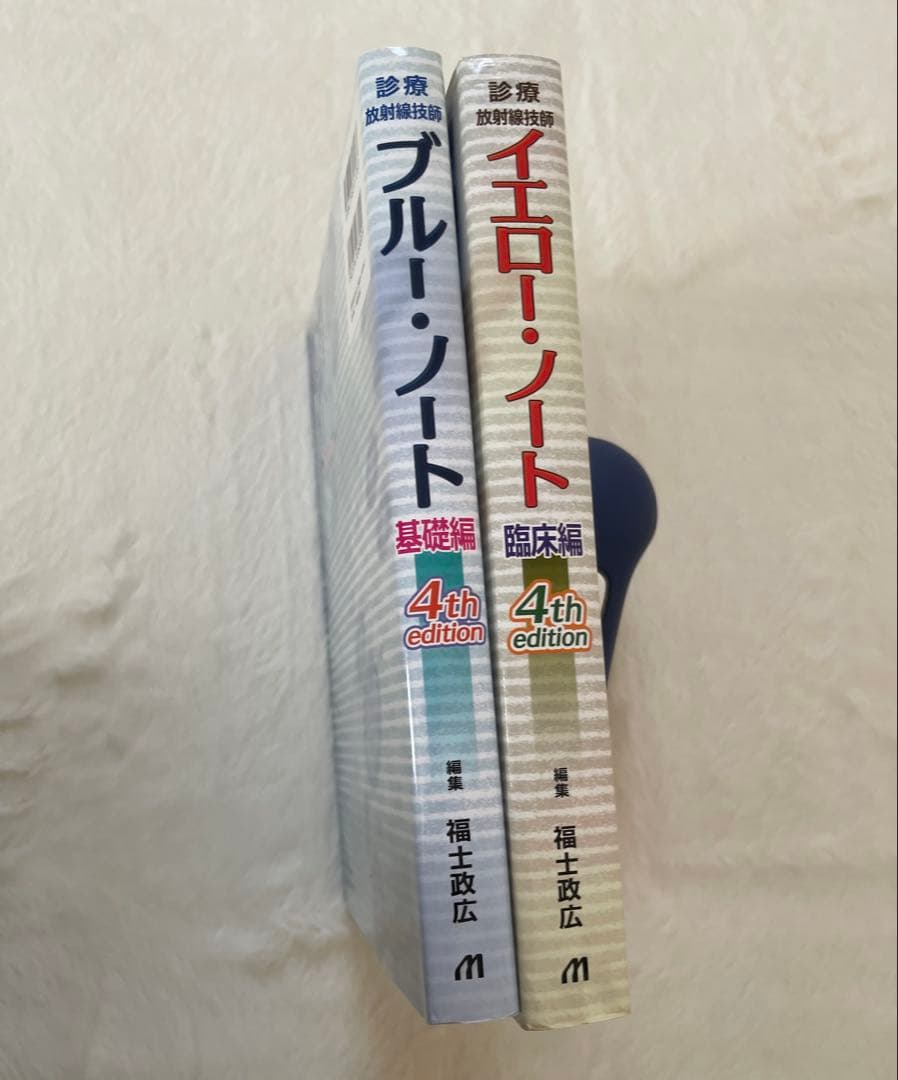 診療
放射線技師
ブルー・ノート
基礎編
4th
edition
編集
福士政広
M
診療
放射線技師
イエロー・ノート
臨床編
4th
edition
編集
福士政広
M